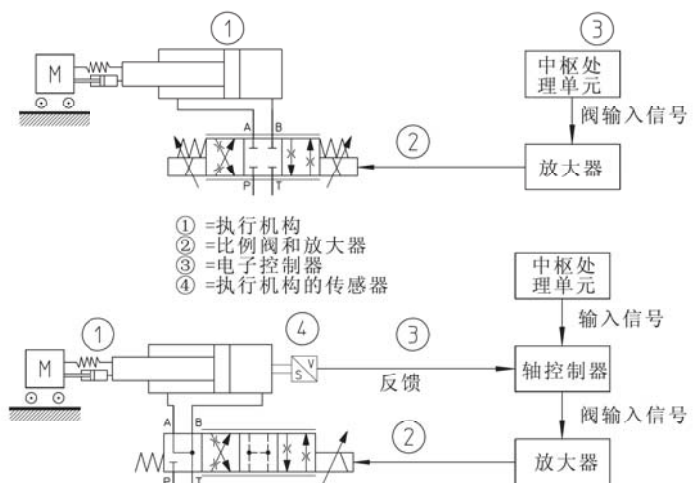 ①
③
中枢处
理单元
M
阀输入信号
A B
②
放大器
P T
① =执行机构
② =比例阀和放大器
③ =电子控制器
④ =执行机构的传感器
中枢处
理单元
①
④
③
输入信号
M
S V
反馈
轴控制器
A B
阀输入信号
②
放大器
P T